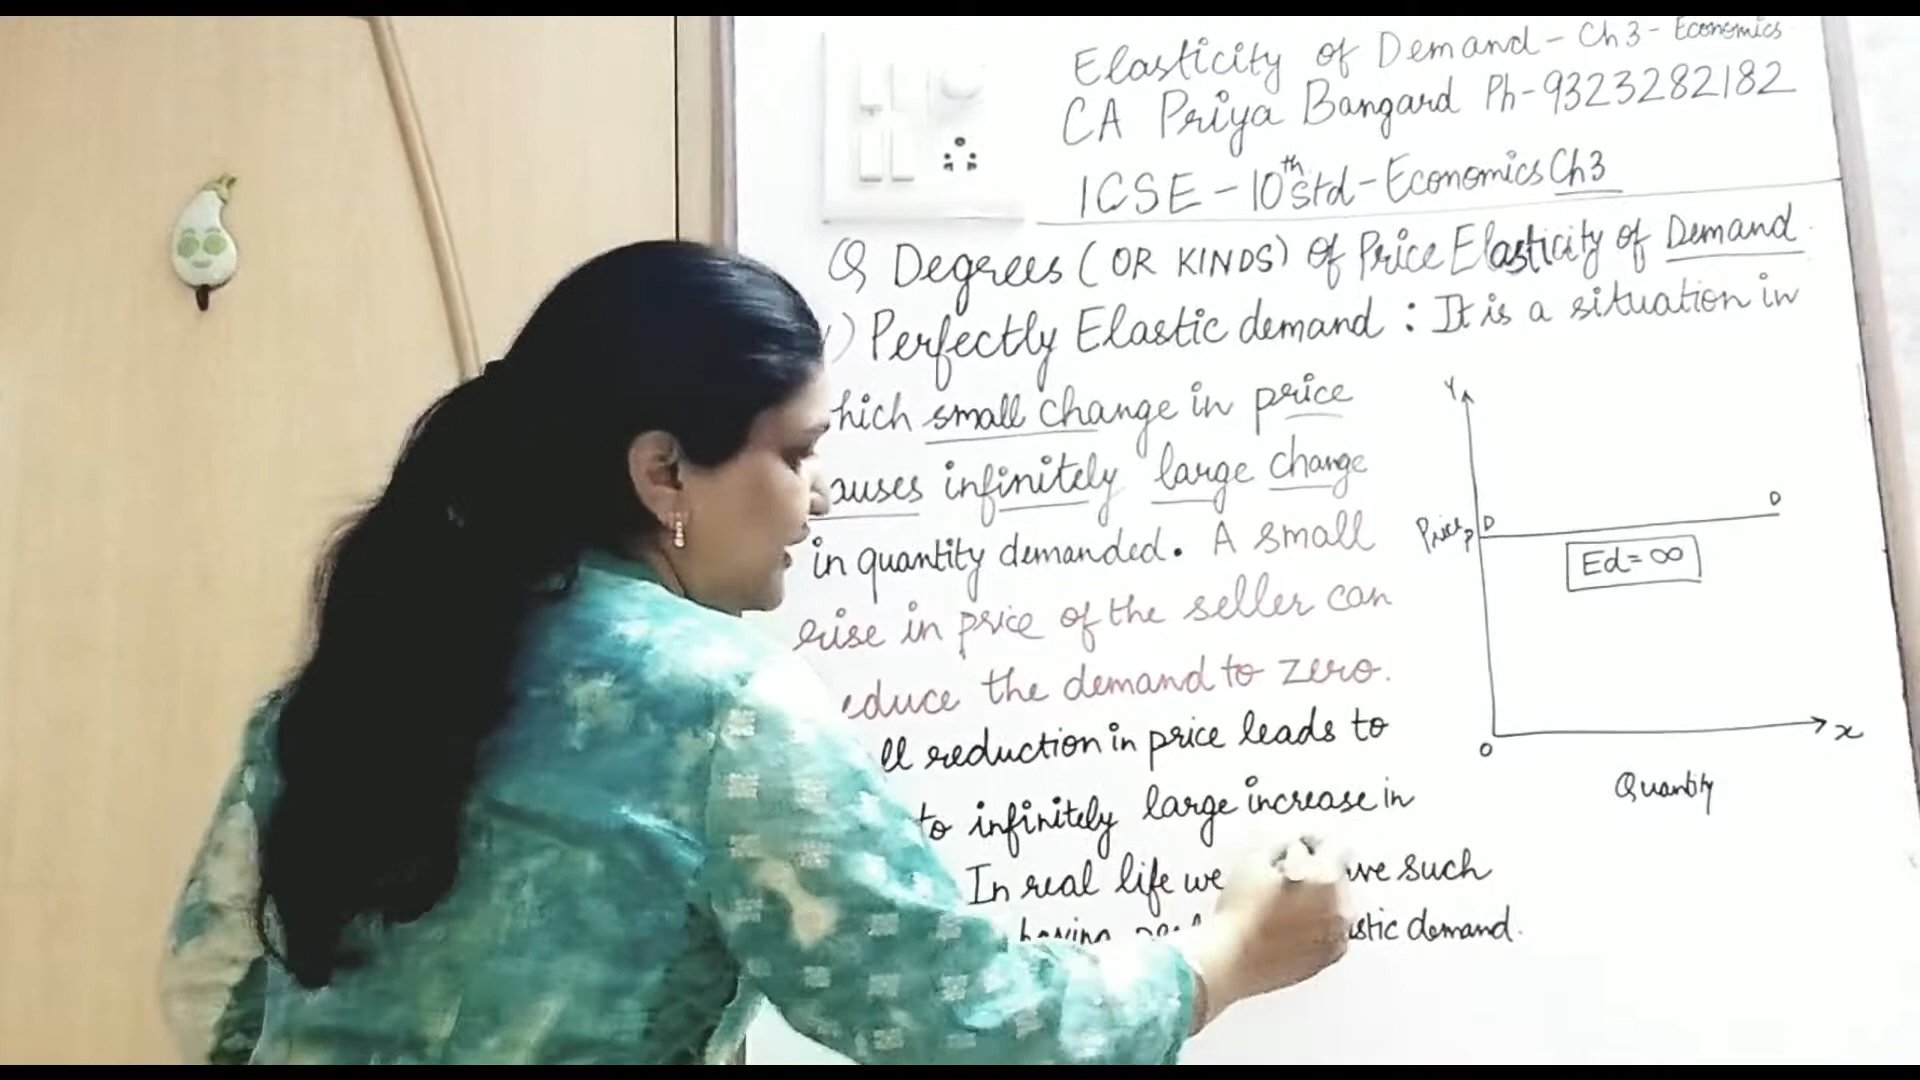 Elasticity of Demand - Ch3 - Economics
CA Priya Bangard Ph-9323282182
ICSE - 10th std - Economics Ch3
Q Degrees (OR KINDS) Of Price Elasticity of Demand
) Perfectly Elastic demand : It is a situation in
hich small change in price
auses infinitely large change
in quantity demanded. A small
rise in price of the seller can
educe the demand to zero.
ll reduction in price leads to
to infinitely large increase in
In real life we ve such
having stic demand.
Y
Price P D D
Ed = ∞
O x
Quantity